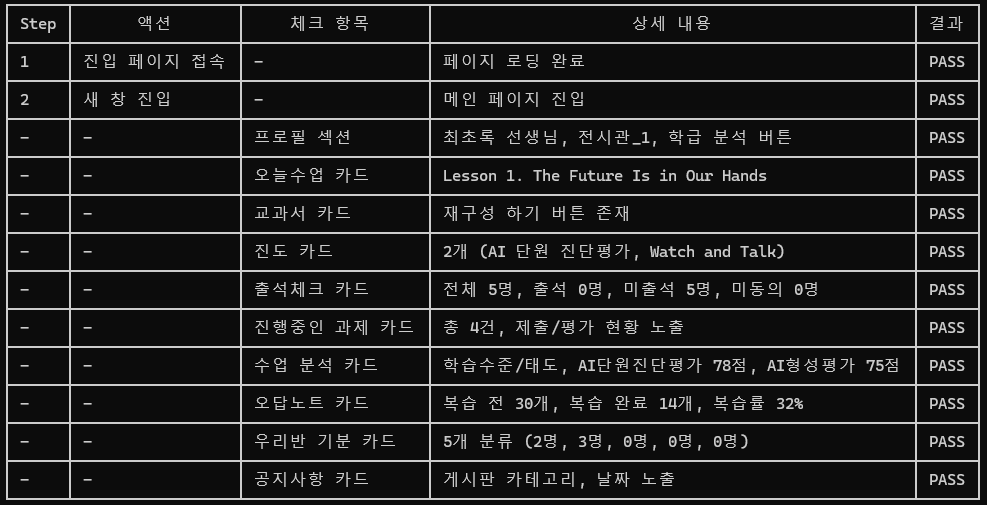 Step 액션 체크 항목 상세 내용 결과
1 진입 페이지 접속 - 페이지 로딩 완료 PASS
2 새 창 진입 - 메인 페이지 진입 PASS
- - 프로필 섹션 최초록 선생님, 전시관_1, 학급 분석 버튼 PASS
- - 오늘수업 카드 Lesson 1. The Future Is in Our Hands PASS
- - 교과서 카드 재구성 하기 버튼 존재 PASS
- - 진도 카드 2개 (AI 단원 진단평가, Watch and Talk) PASS
- - 출석체크 카드 전체 5명, 출석 0명, 미출석 5명, 미동의 0명 PASS
- - 진행중인 과제 카드 총 4건, 제출/평가 현황 노출 PASS
- - 수업 분석 카드 학습수준/태도, AI단원진단평가 78점, AI형성평가 75점 PASS
- - 오답노트 카드 복습 전 30개, 복습 완료 14개, 복습률 32% PASS
- - 우리반 기분 카드 5개 분류 (2명, 3명, 0명, 0명, 0명) PASS
- - 공지사항 카드 게시판 카테고리, 날짜 노출 PASS